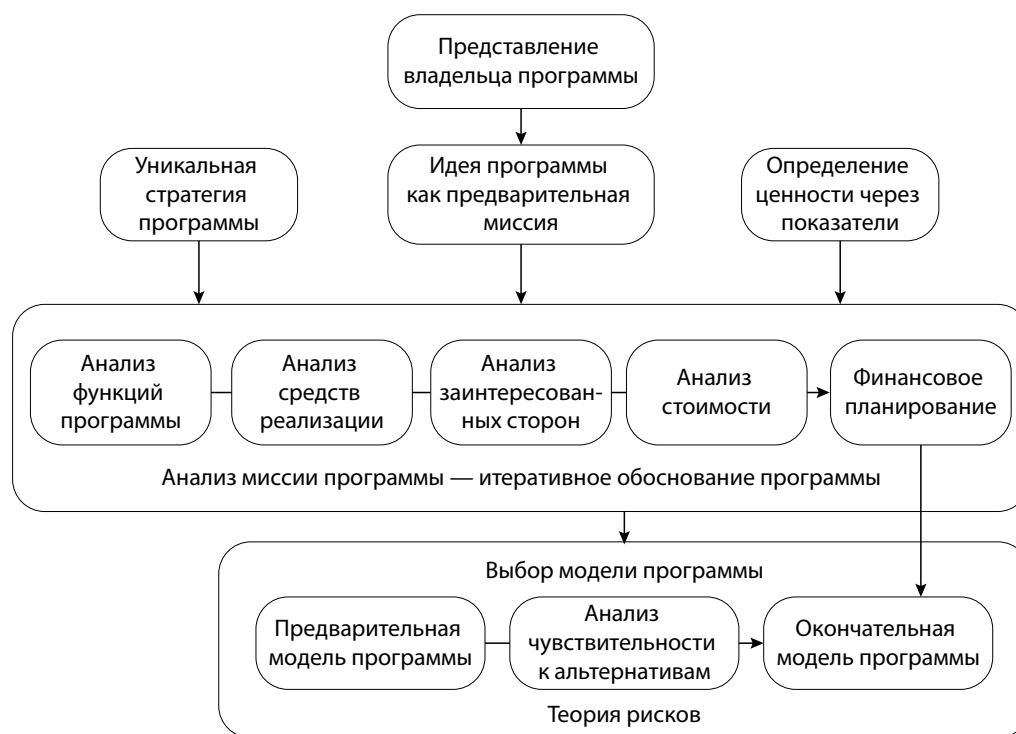 Представление
владельца программы
Уникальная
стратегия
программы
Идея программы
как предварительная
миссия
Определение
ценности через
показатели
Анализ
функций
программы
Анализ
средств
реализации
Анализ
заинтересован-
ных сторон
Анализ
стоимости
Финансовое
планирование
Анализ миссии программы — итеративное обоснование программы
Выбор модели программы
Предварительная
модель программы
Анализ
чувствительности
к альтернативам
Окончательная
модель программы
Теория рисков